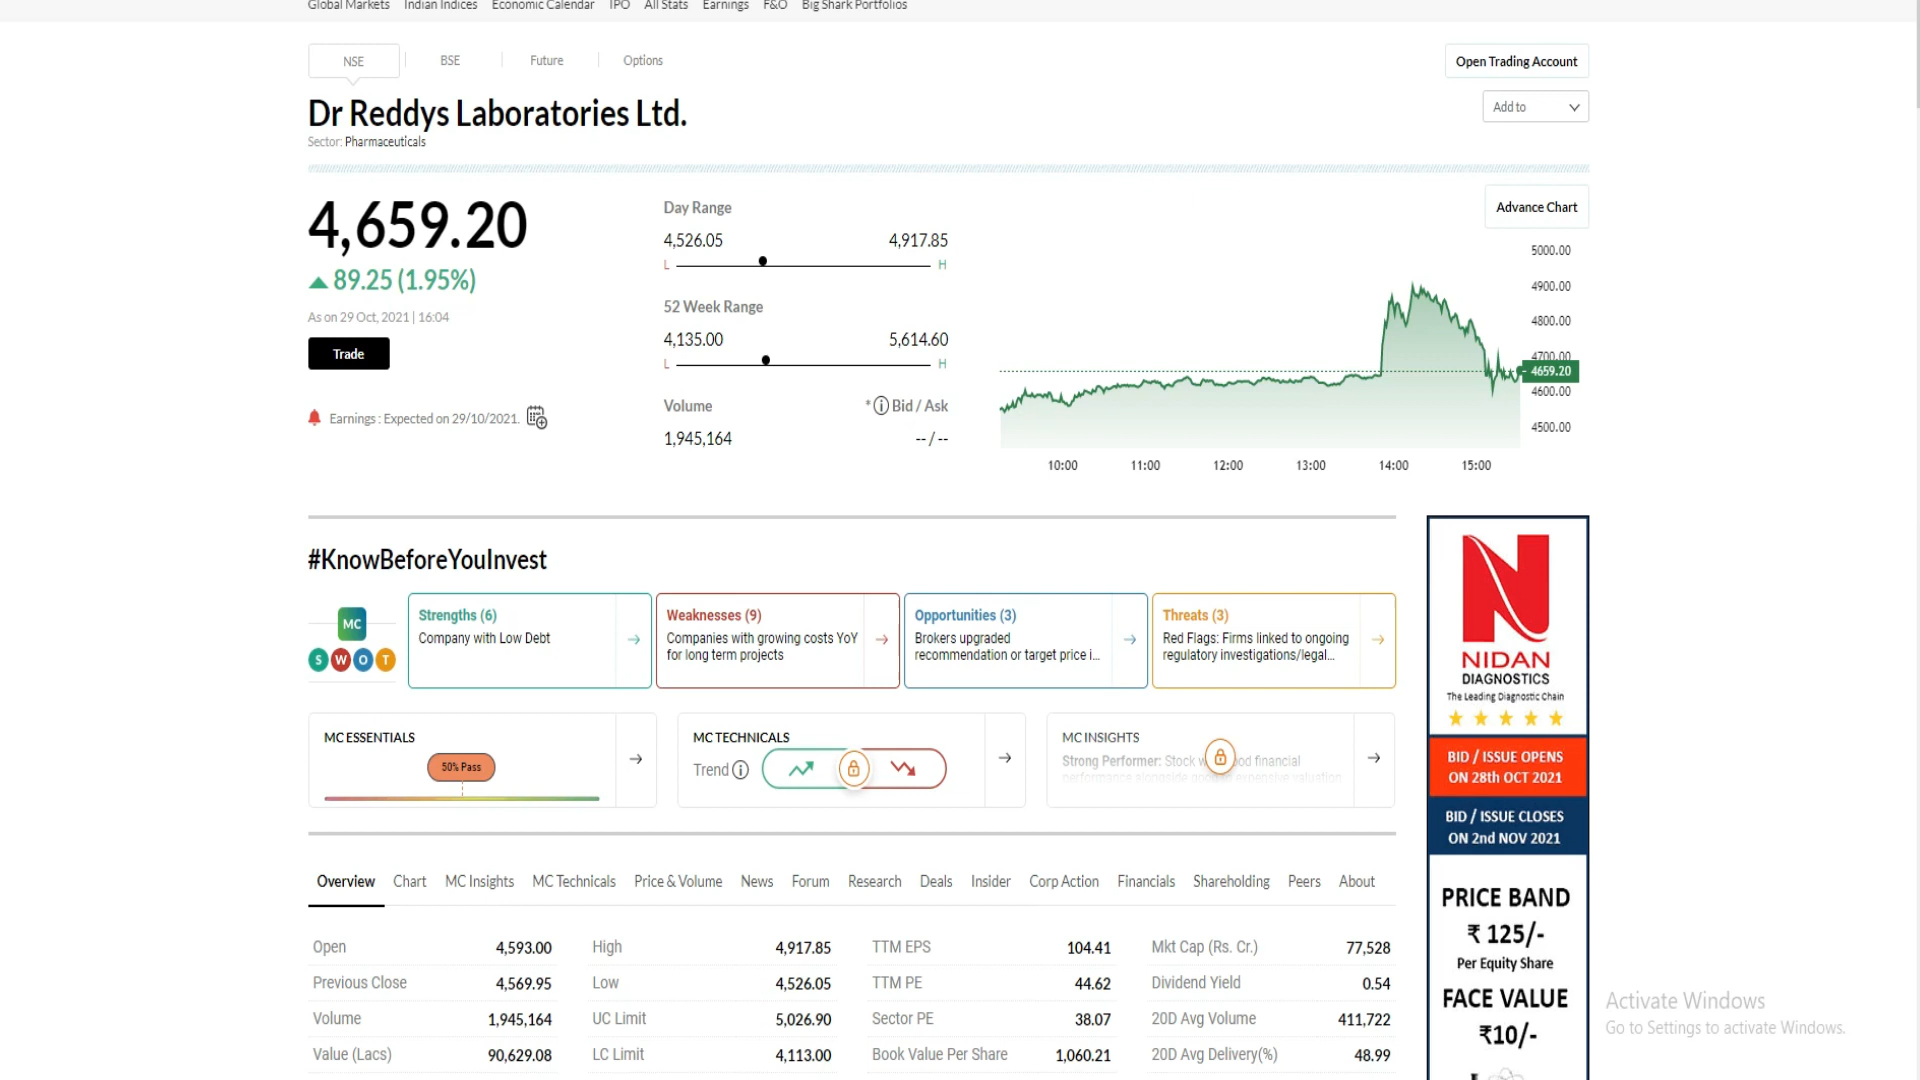 Global Markets Indian Indices Economic Calendar IPO All Stats Earnings F&O Big Shark Portfolios
NSE BSE Future Options
Open Trading Account
Dr Reddys Laboratories Ltd.
Add to
Sector: Pharmaceuticals
4,659.20
89.25 (1.95%)
As on 29 Oct, 2021 | 16:04
Trade
Earnings : Expected on 29/10/2021.
Day Range
4,526.05 4,917.85
L H
52 Week Range
4,135.00 5,614.60
L H
Volume * Bid / Ask
1,945,164 -- / --
Advance Chart
5000.00
4900.00
4800.00
4700.00
4659.20
4600.00
4500.00
10:00 11:00 12:00 13:00 14:00 15:00
#KnowBeforeYouInvest
MC
S W O T
Strengths (6)
Company with Low Debt
Weaknesses (9)
Companies with growing costs YoY
for long term projects
Opportunities (3)
Brokers upgraded
recommendation or target price i...
Threats (3)
Red Flags: Firms linked to ongoing
regulatory investigations/legal...
MC ESSENTIALS
50% Pass
MC TECHNICALS
Trend
MC INSIGHTS
Strong Performer: Stock w od financial
performance alongside expensive valuation
Overview Chart MC Insights MC Technicals Price & Volume News Forum Research Deals Insider Corp Action Financials Shareholding Peers About
Open 4,593.00 High 4,917.85 TTM EPS 104.41 Mkt Cap (Rs. Cr.) 77,528
Previous Close 4,569.95 Low 4,526.05 TTM PE 44.62 Dividend Yield 0.54
Volume 1,945,164 UC Limit 5,026.90 Sector PE 38.07 20D Avg Volume 411,722
Value (Lacs) 90,629.08 LC Limit 4,113.00 Book Value Per Share 1,060.21 20D Avg Delivery(%) 48.99
NIDAN
DIAGNOSTICS
The Leading Diagnostic Chain
BID / ISSUE OPENS
ON 28th OCT 2021
BID / ISSUE CLOSES
ON 2nd NOV 2021
PRICE BAND
₹ 125/-
Per Equity Share
FACE VALUE
₹10/-
Activate Windows
Go to Settings to activate Windows.